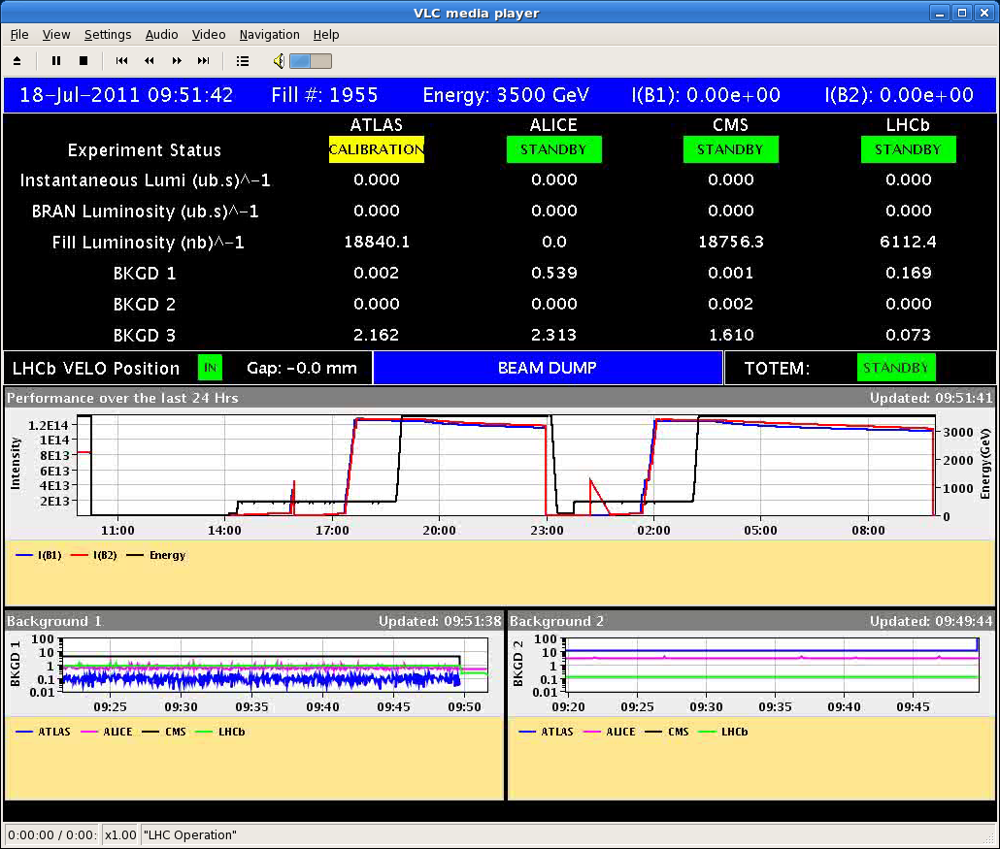 VLC media player
File View Settings Audio Video Navigation Help
18-Jul-2011 09:51:42 Fill #: 1955 Energy: 3500 GeV I(B1): 0.00e+00 I(B2): 0.00e+00
ATLAS ALICE CMS LHCb
Experiment Status CALIBRATION STANDBY STANDBY STANDBY
Instantaneous Lumi (ub.s)^-1 0.000 0.000 0.000 0.000
BRAN Luminosity (ub.s)^-1 0.000 0.000 0.000 0.000
Fill Luminosity (nb)^-1 18840.1 0.0 18756.3 6112.4
BKGD 1 0.002 0.539 0.001 0.169
BKGD 2 0.000 0.000 0.002 0.000
BKGD 3 2.162 2.313 1.610 0.073
LHCb VELO Position IN Gap: -0.0 mm BEAM DUMP TOTEM: STANDBY
Performance over the last 24 Hrs Updated: 09:51:41
Intensity
1.2E14
1E14
8E13
6E13
4E13
2E13
3000
2000
1000
0
Energy(GeV)
11:00 14:00 17:00 20:00 23:00 02:00 05:00 08:00
I(B1) I(B2) Energy
Background 1 Updated: 09:51:38
BKGD 1
100
10
1
0.1
0.01
09:25 09:30 09:35 09:40 09:45 09:50
ATLAS ALICE CMS LHCb
Background 2 Updated: 09:49:44
BKGD 2
100
10
1
0.1
0.01
09:20 09:25 09:30 09:35 09:40 09:45
ATLAS ALICE CMS LHCb
0:00:00 / 0:00: x1.00 "LHC Operation"